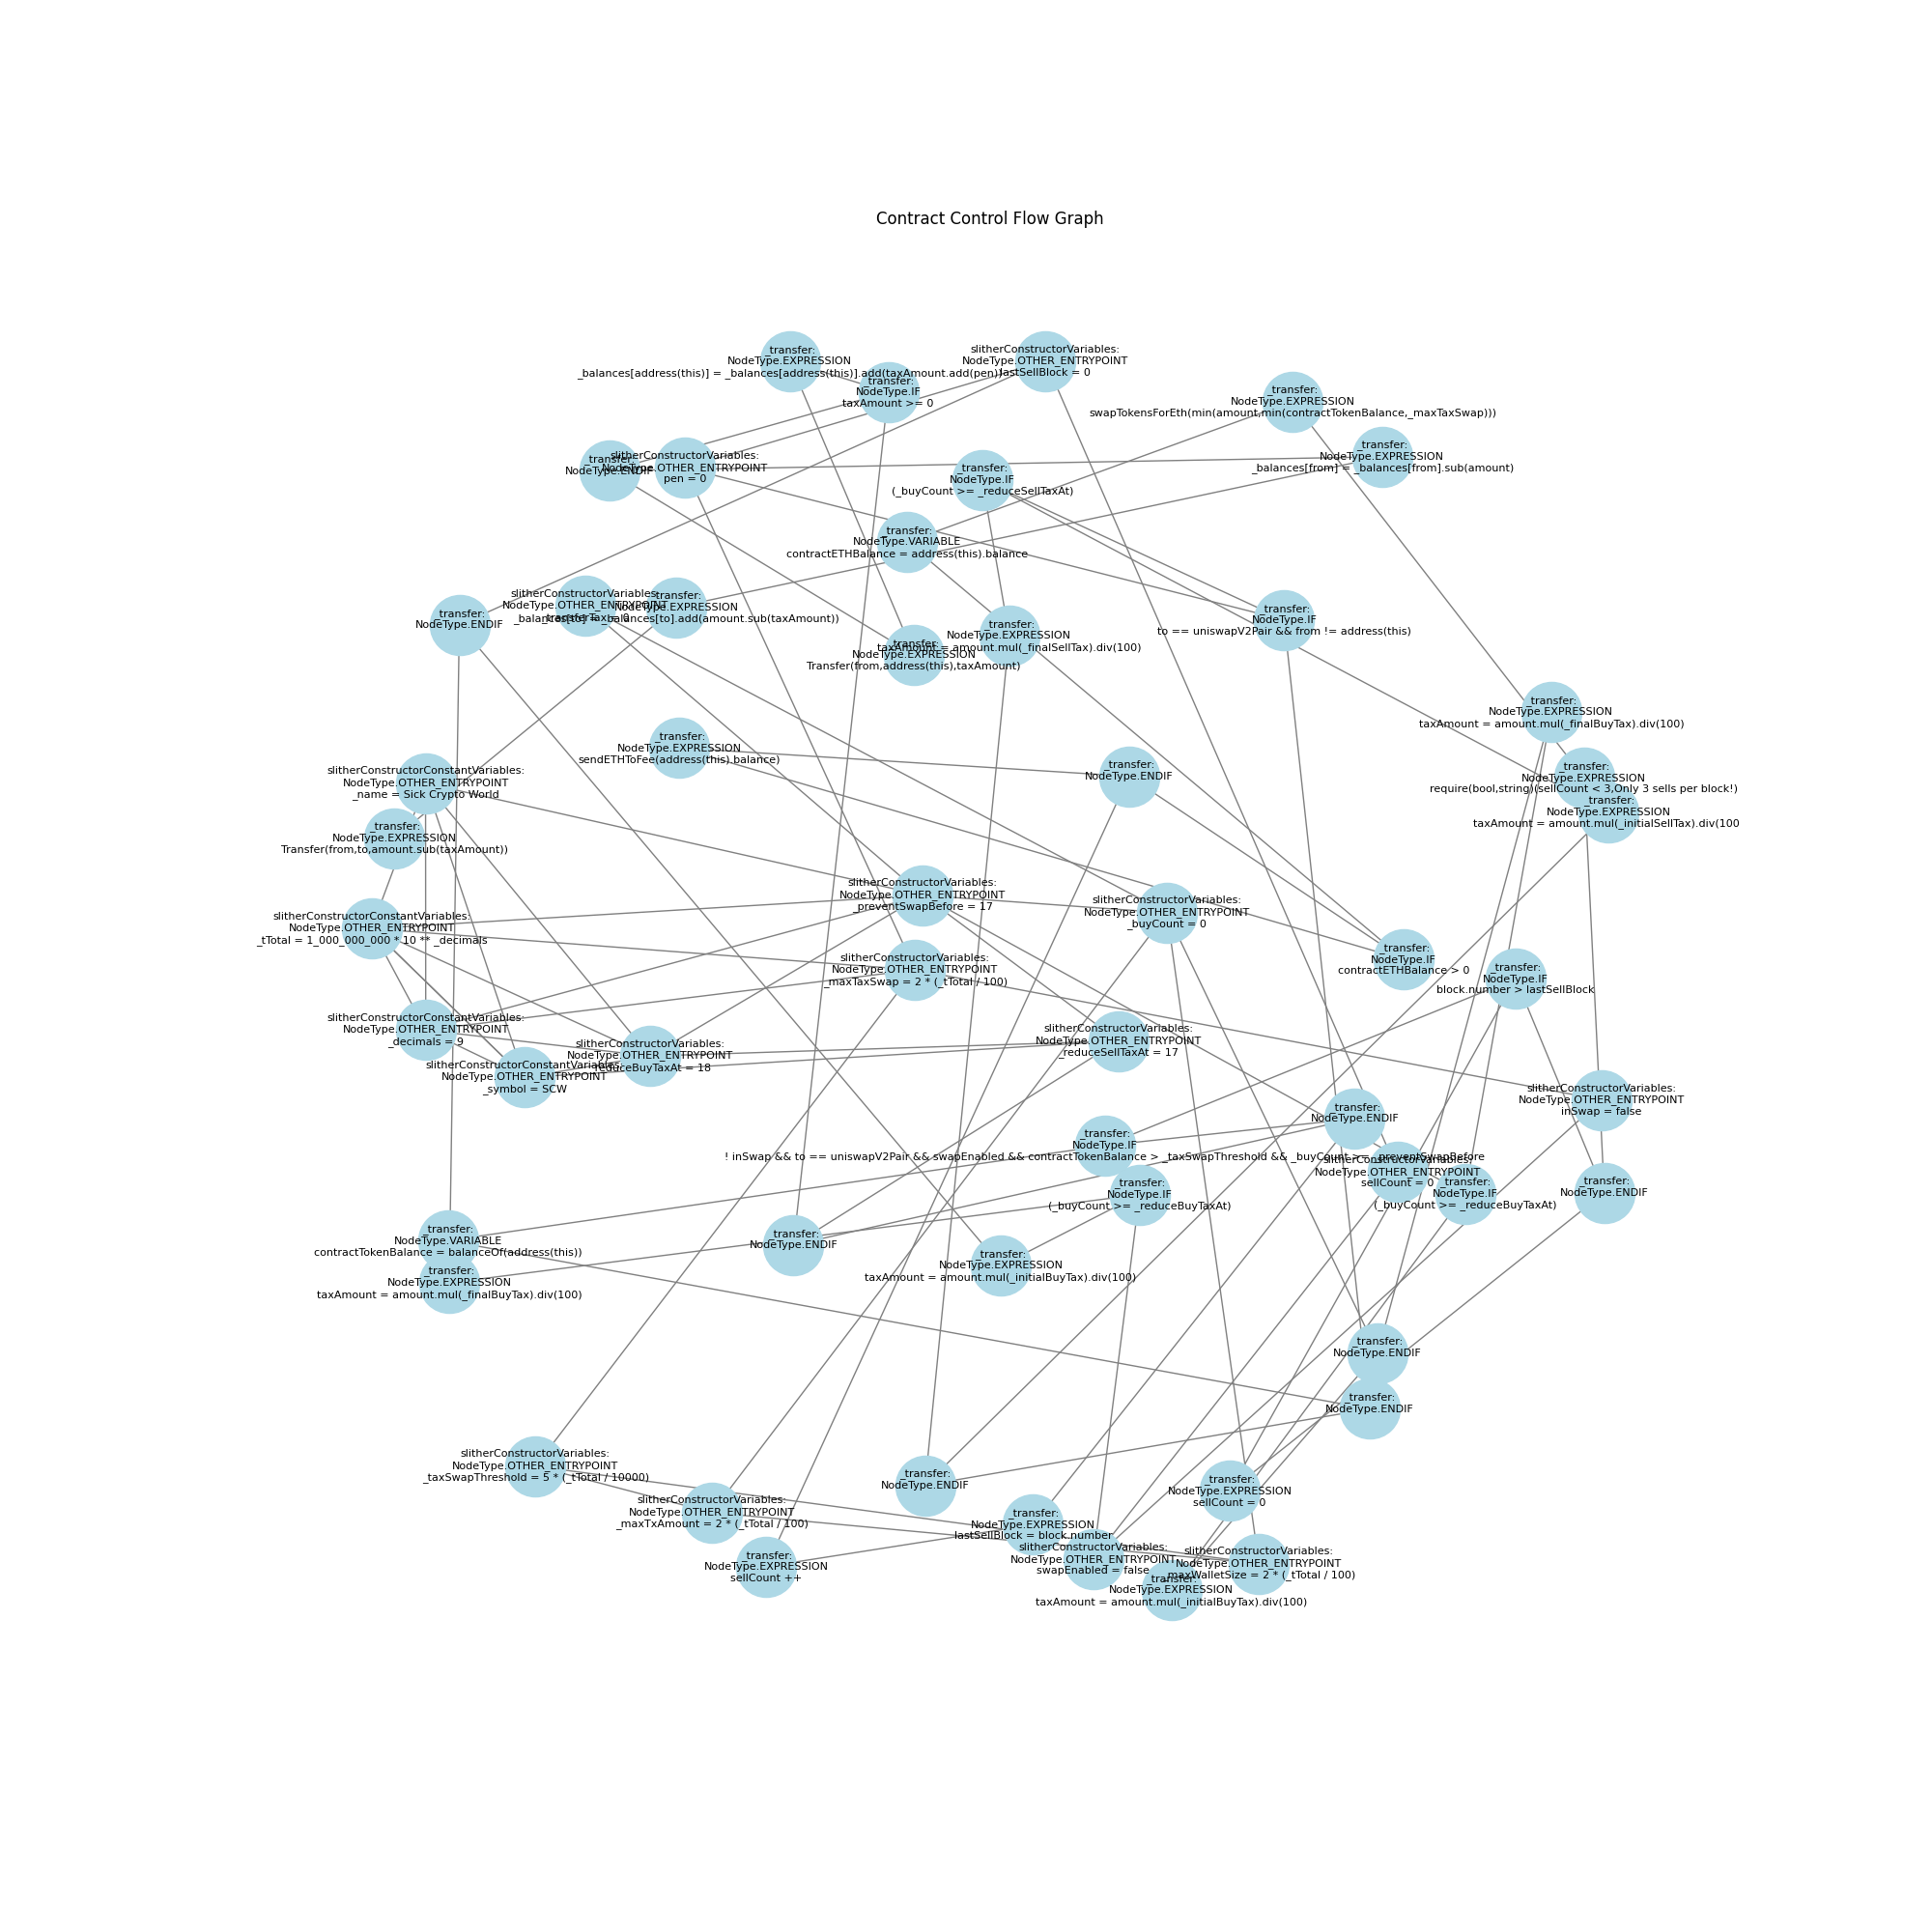 Contract Control Flow Graph
_transfer:
NodeType.EXPRESSION
_balances[address(this)] = _balances[address(this)].add(taxAmount.add(pen))
_transfer:
NodeType.IF
taxAmount >= 0
slitherConstructorVariables:
NodeType.OTHER_ENTRYPOINT
lastSellBlock = 0
_transfer:
NodeType.EXPRESSION
swapTokensForEth(min(amount,min(contractTokenBalance,_maxTaxSwap)))
_transfer:
NodeType.EXPRESSION
_balances[from] = _balances[from].sub(amount)
_transfer:
NodeType.ENDIF
slitherConstructorVariables:
NodeType.OTHER_ENTRYPOINT
pen = 0
_transfer:
NodeType.IF
(_buyCount >= _reduceSellTaxAt)
_transfer:
NodeType.VARIABLE
contractETHBalance = address(this).balance
_transfer:
NodeType.ENDIF
slitherConstructorVariables:
NodeType.OTHER_ENTRYPOINT
_transferTax = 0
_transfer:
NodeType.EXPRESSION
_balances[to] = _balances[to].add(amount.sub(taxAmount))
_transfer:
NodeType.EXPRESSION
taxAmount = amount.mul(_finalSellTax).div(100)
_transfer:
NodeType.EXPRESSION
Transfer(from,address(this),taxAmount)
_transfer:
NodeType.IF
to == uniswapV2Pair && from != address(this)
_transfer:
NodeType.EXPRESSION
taxAmount = amount.mul(_finalBuyTax).div(100)
_transfer:
NodeType.EXPRESSION
sendETHToFee(address(this).balance)
_transfer:
NodeType.ENDIF
_transfer:
NodeType.EXPRESSION
require(bool,string)(sellCount < 3,Only 3 sells per block!)
_transfer:
NodeType.EXPRESSION
taxAmount = amount.mul(_initialSellTax).div(100
slitherConstructorConstantVariables:
NodeType.OTHER_ENTRYPOINT
_name = Sick Crypto World
_transfer:
NodeType.EXPRESSION
Transfer(from,to,amount.sub(taxAmount))
slitherConstructorVariables:
NodeType.OTHER_ENTRYPOINT
_preventSwapBefore = 17
slitherConstructorVariables:
NodeType.OTHER_ENTRYPOINT
_buyCount = 0
slitherConstructorConstantVariables:
NodeType.OTHER_ENTRYPOINT
_tTotal = 1_000_000_000 * 10 ** _decimals
_transfer:
NodeType.IF
contractETHBalance > 0
slitherConstructorVariables:
NodeType.OTHER_ENTRYPOINT
_maxTaxSwap = 2 * (_tTotal / 100)
_transfer:
NodeType.IF
block.number > lastSellBlock
slitherConstructorConstantVariables:
NodeType.OTHER_ENTRYPOINT
_decimals = 9
slitherConstructorVariables:
NodeType.OTHER_ENTRYPOINT
_reduceSellTaxAt = 17
slitherConstructorVariables:
NodeType.OTHER_ENTRYPOINT
_reduceBuyTaxAt = 18
slitherConstructorConstantVariables:
NodeType.OTHER_ENTRYPOINT
_symbol = SCW
slitherConstructorVariables:
NodeType.OTHER_ENTRYPOINT
inSwap = false
_transfer:
NodeType.ENDIF
_transfer:
NodeType.IF
! inSwap && to == uniswapV2Pair && swapEnabled && contractTokenBalance > _taxSwapThreshold && _buyCount >= _preventSwapBefore
slitherConstructorVariables:
NodeType.OTHER_ENTRYPOINT
sellCount = 0
_transfer:
NodeType.IF
(_buyCount >= _reduceBuyTaxAt)
_transfer:
NodeType.IF
(_buyCount >= _reduceBuyTaxAt)
_transfer:
NodeType.ENDIF
_transfer:
NodeType.VARIABLE
contractTokenBalance = balanceOf(address(this))
_transfer:
NodeType.ENDIF
_transfer:
NodeType.EXPRESSION
taxAmount = amount.mul(_initialBuyTax).div(100)
_transfer:
NodeType.EXPRESSION
taxAmount = amount.mul(_finalBuyTax).div(100)
_transfer:
NodeType.ENDIF
_transfer:
NodeType.ENDIF
slitherConstructorVariables:
NodeType.OTHER_ENTRYPOINT
_taxSwapThreshold = 5 * (_tTotal / 10000)
_transfer:
NodeType.ENDIF
_transfer:
NodeType.EXPRESSION
sellCount = 0
slitherConstructorVariables:
NodeType.OTHER_ENTRYPOINT
_maxTxAmount = 2 * (_tTotal / 100)
_transfer:
NodeType.EXPRESSION
lastSellBlock = block.number
slitherConstructorVariables:
NodeType.OTHER_ENTRYPOINT
swapEnabled = false
slitherConstructorVariables:
NodeType.OTHER_ENTRYPOINT
_maxWalletSize = 2 * (_tTotal / 100)
_transfer:
NodeType.EXPRESSION
sellCount ++
_transfer:
NodeType.EXPRESSION
taxAmount = amount.mul(_initialBuyTax).div(100)